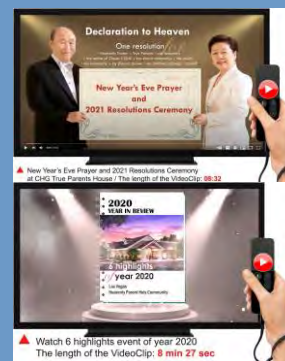 Declaration to Heaven
One resolution
New Year's Eve Prayer
and
2021 Resolutions Ceremony
New Year's Eve Prayer and 2021 Resolutions Ceremony
at CHG True Parents House / The length of the VideoClip: 08:32
2020
YEAR IN REVIEW
6 highlights
of year 2020
Las Vegas
Heavenly Parent Holy Community
Watch 6 highlights event of year 2020
The length of the VideoClip: 8 min 27 sec